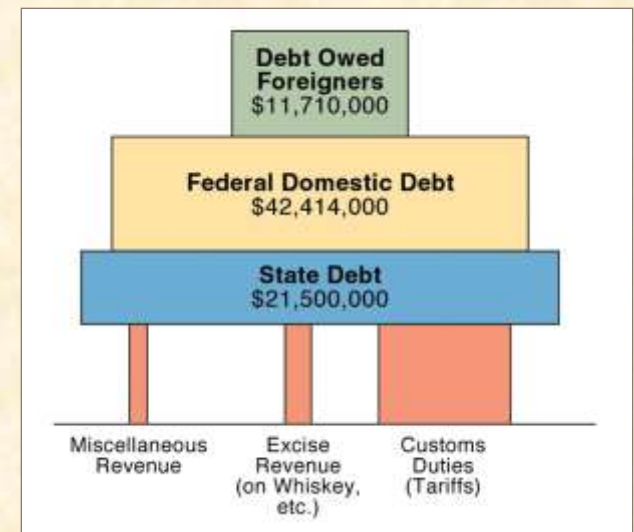 Debt Owed
Foreigners
$11,710,000
Federal Domestic Debt
$42,414,000
State Debt
$21,500,000
Miscellaneous
Revenue
Excise
Revenue
(on Whiskey,
etc.)
Customs
Duties
(Tariffs)